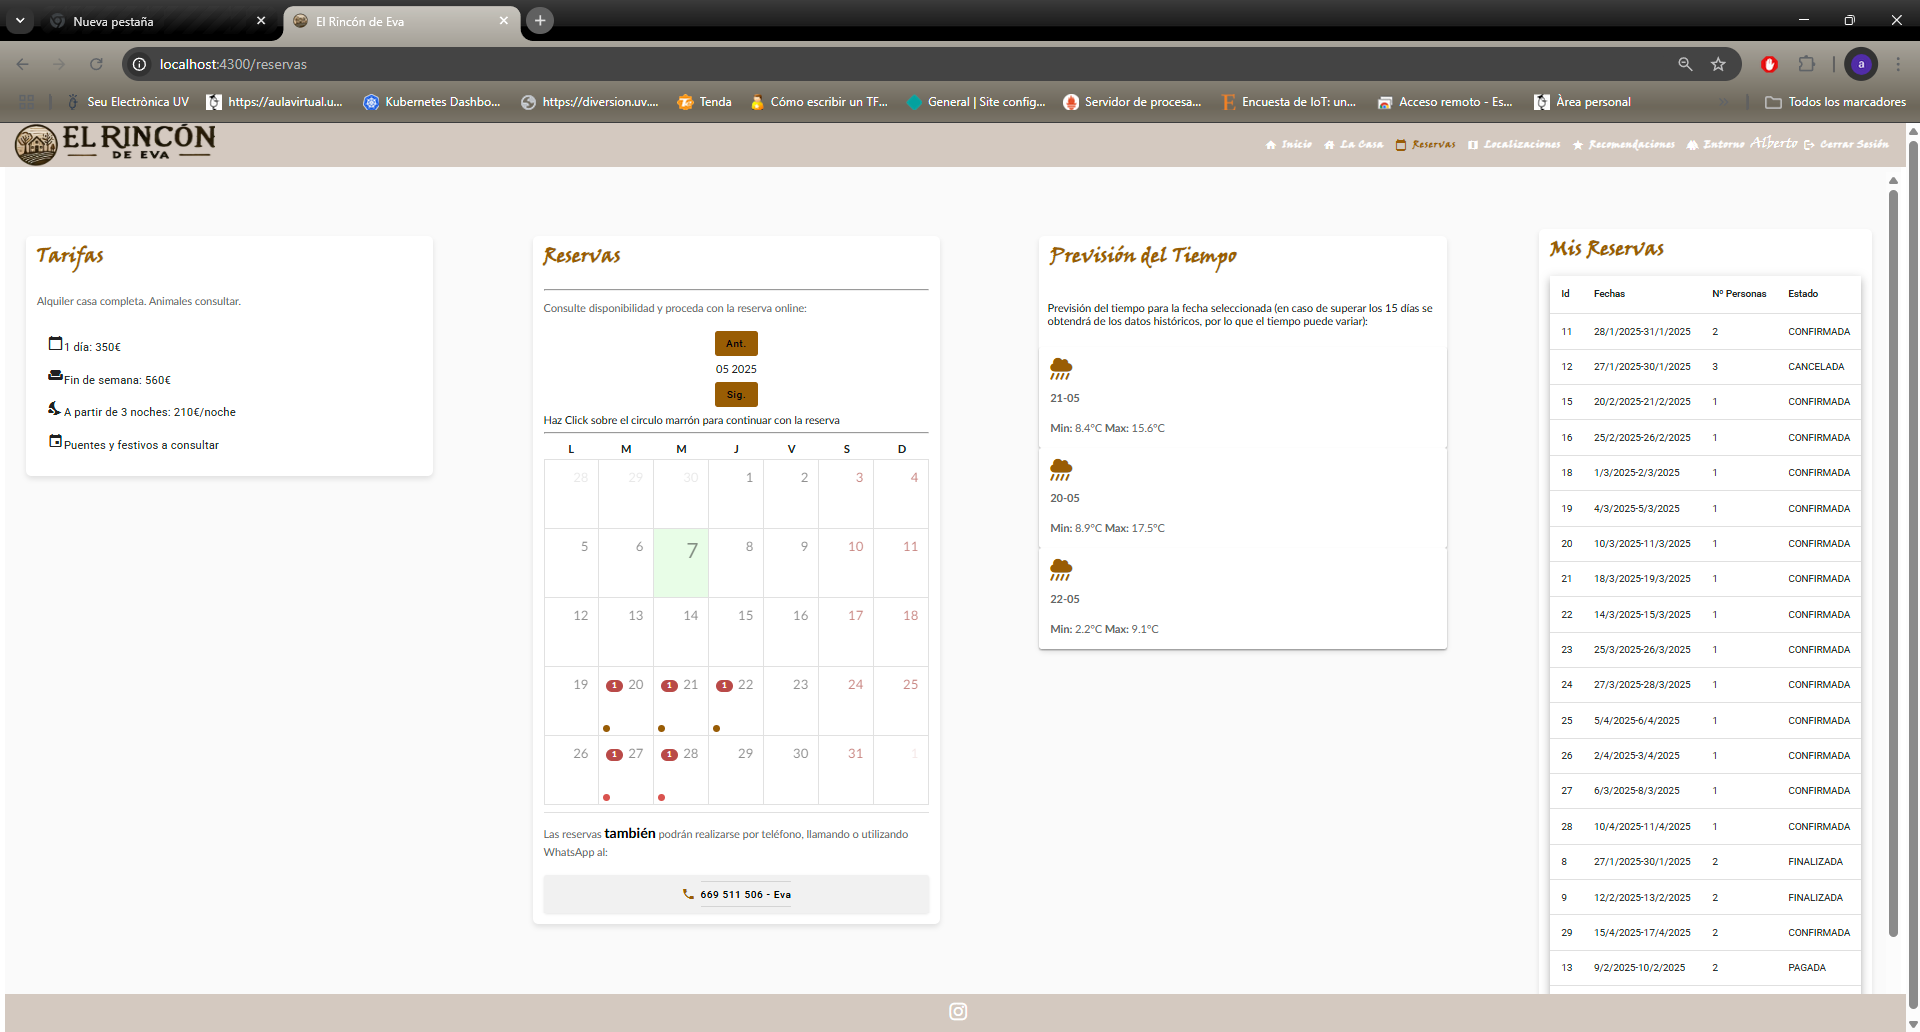 Nueva pestaña
El Rincón de Eva
localhost:4300/reservas
Seu Electrònica UV
https://aulavirtual.u...
Kubernetes Dashbo...
https://diversion.uv....
Tenda
Cómo escribir un TF...
General | Site config...
Servidor de procesa...
Encuesta de IoT: un...
Acceso remoto - Es...
Àrea personal
Todos los marcadores
EL RINCÓN
DE EVA
Inicio
La Casa
Reservas
Localizaciones
Recomendaciones
Entorno
Alberto
Cerrar Sesión
Tarifas
Alquiler casa completa. Animales consultar.
1 día: 350€
Fin de semana: 560€
A partir de 3 noches: 210€/noche
Puentes y festivos a consultar
Reservas
Consulte disponibilidad y proceda con la reserva online:
Ant.
05 2025
Sig.
Haz Click sobre el circulo marrón para continuar con la reserva
L M M J V S D
28 29 30 1 2 3 4
5 6 7 8 9 10 11
12 13 14 15 16 17 18
19 1 20 1 21 1 22 23 24 25
26 1 27 1 28 29 30 31 1
Las reservas también podrán realizarse por teléfono, llamando o utilizando
WhatsApp al:
669 511 506 - Eva
Previsión del Tiempo
Previsión del tiempo para la fecha seleccionada (en caso de superar los 15 días se
obtendrá de los datos históricos, por lo que el tiempo puede variar):
21-05
Min: 8.4°C Max: 15.6°C
20-05
Min: 8.9°C Max: 17.5°C
22-05
Min: 2.2°C Max: 9.1°C
Mis Reservas
Id Fechas Nº Personas Estado
11 28/1/2025-31/1/2025 2 CONFIRMADA
12 27/1/2025-30/1/2025 3 CANCELADA
15 20/2/2025-21/2/2025 1 CONFIRMADA
16 25/2/2025-26/2/2025 1 CONFIRMADA
18 1/3/2025-2/3/2025 1 CONFIRMADA
19 4/3/2025-5/3/2025 1 CONFIRMADA
20 10/3/2025-11/3/2025 1 CONFIRMADA
21 18/3/2025-19/3/2025 1 CONFIRMADA
22 14/3/2025-15/3/2025 1 CONFIRMADA
23 25/3/2025-26/3/2025 1 CONFIRMADA
24 27/3/2025-28/3/2025 1 CONFIRMADA
25 5/4/2025-6/4/2025 1 CONFIRMADA
26 2/4/2025-3/4/2025 1 CONFIRMADA
27 6/3/2025-8/3/2025 1 CONFIRMADA
28 10/4/2025-11/4/2025 1 CONFIRMADA
8 27/1/2025-30/1/2025 2 FINALIZADA
9 12/2/2025-13/2/2025 2 FINALIZADA
29 15/4/2025-17/4/2025 2 CONFIRMADA
13 9/2/2025-10/2/2025 2 PAGADA